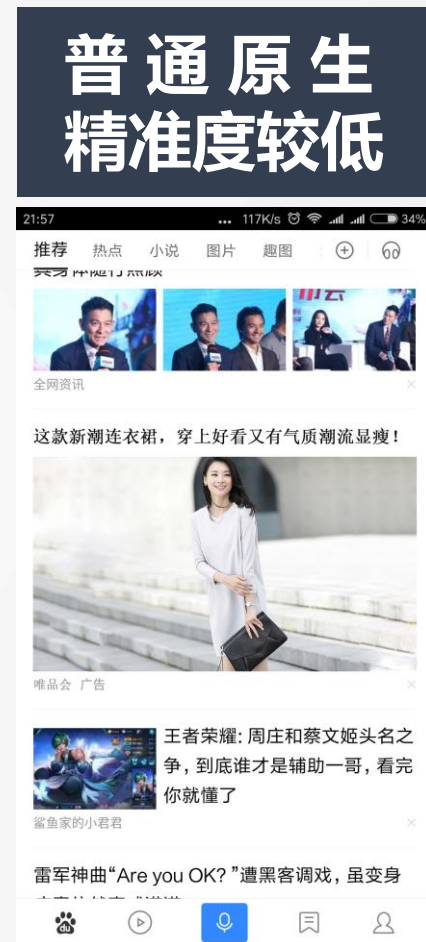 普通原生
精准度较低
21:57 ... 117K/s 34%
推荐 热点 小说 图片 趣图
全网资讯
这款新潮连衣裙，穿上好看又有气质潮流显瘦！
唯品会 广告
王者荣耀: 周庄和蔡文姬头名之
争，到底谁才是辅助一哥，看完
你就懂了
鲨鱼家的小君君
雷军神曲“Are you OK? ”遭黑客调戏，虽变身
du